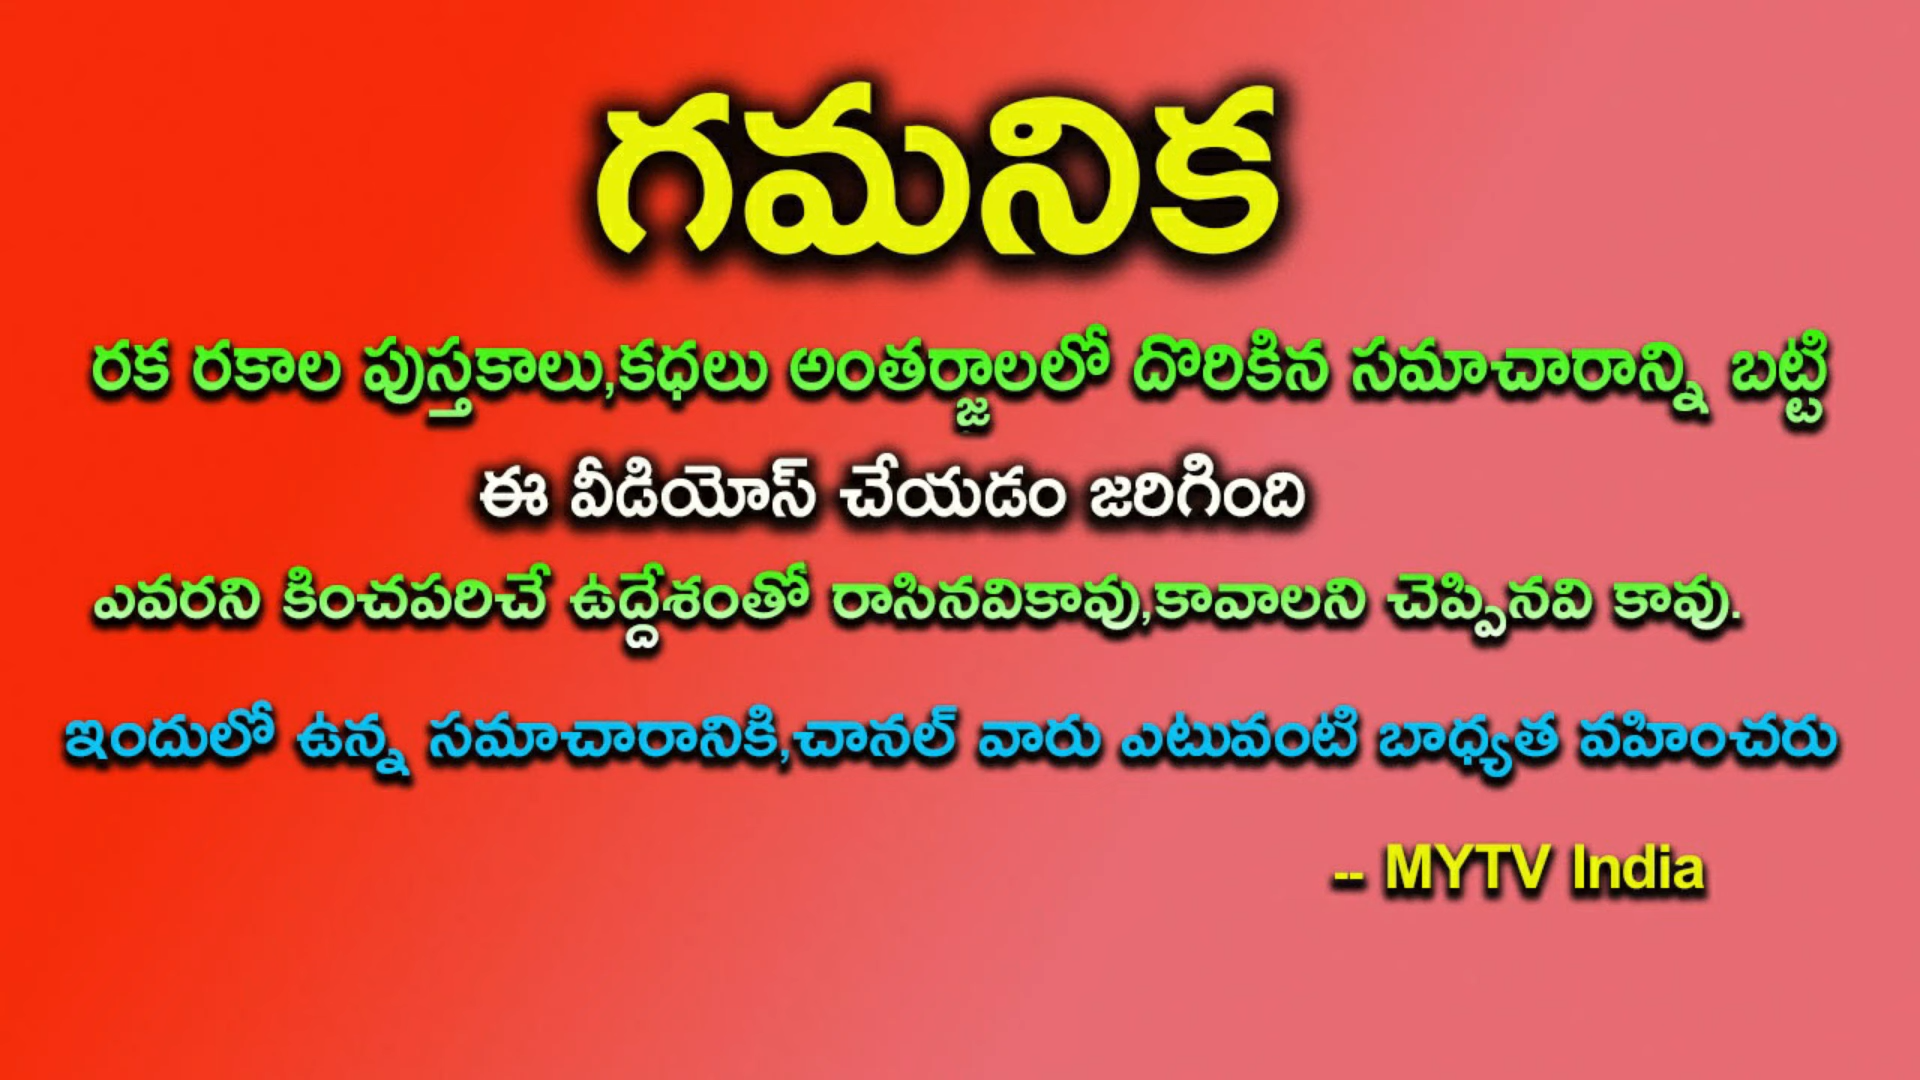 గమనిక
రక రకాల పుస్తకాలు,కధలు అంతర్జాలలో దొరికిన సమాచారాన్ని బట్టి
ఈ వీడియోస్ చేయడం జరిగింది
ఎవరని కించపరిచే ఉద్దేశంతో రాసినవికావు,కావాలని చెప్పినవి కావు.
ఇందులో ఉన్న సమాచారానికి,చానల్ వారు ఎటువంటి బాధ్యత వహించరు
-- MYTV India